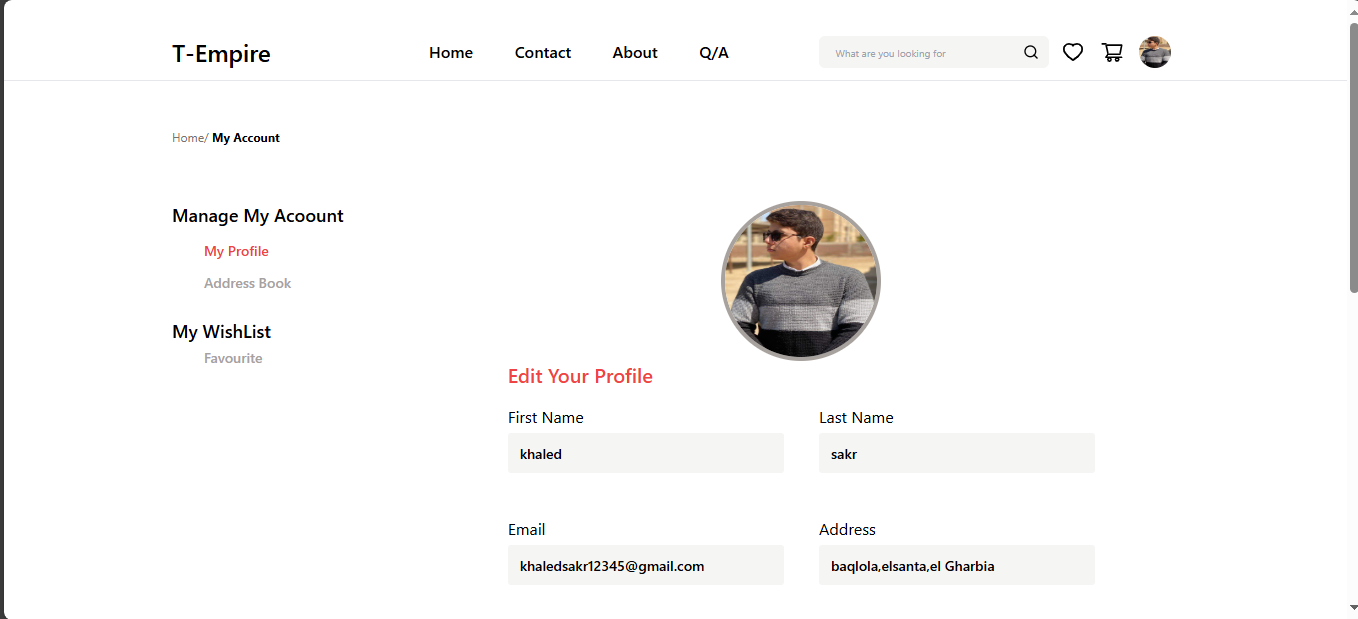 T-Empire Home Contact About Q/A What are you looking for
Home/ My Account
Manage My Acoount
My Profile
Address Book
My WishList
Favourite
Edit Your Profile
First Name Last Name
khaled sakr
Email Address
khaledsakr12345@gmail.com baqlola,elsanta,el Gharbia